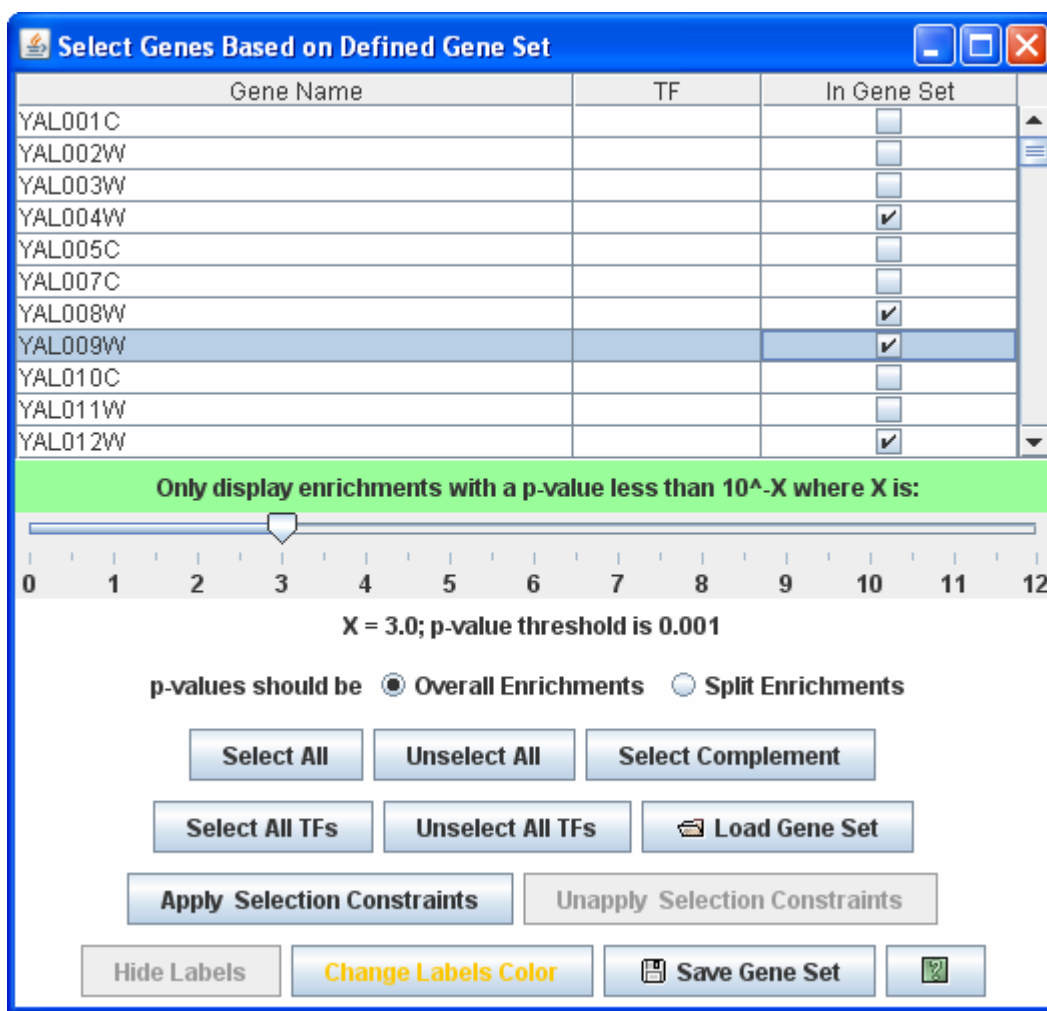 Select Genes Based on Defined Gene Set
Gene Name TF In Gene Set
YAL001C
YAL002W
YAL003W
YAL004W
YAL005C
YAL007C
YAL008W
YAL009W
YAL010C
YAL011W
YAL012W
Only display enrichments with a p-value less than 10^-X where X is:
0 1 2 3 4 5 6 7 8 9 10 11 12
X = 3.0; p-value threshold is 0.001
p-values should be Overall Enrichments Split Enrichments
Select All Unselect All Select Complement
Select All TFs Unselect All TFs Load Gene Set
Apply Selection Constraints Unapply Selection Constraints
Hide Labels Change Labels Color Save Gene Set ?